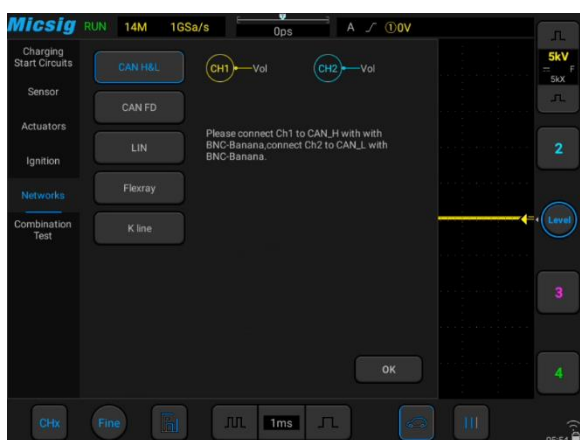 Micsig RUN 14M 1GSa/s 0ps A ①0V
Charging
Start Circuits
Sensor
Actuators
Ignition
Networks
Combination
Test
CAN H&L
CAN FD
LIN
Flexray
K line
CH1 Vol CH2 Vol
Please connect Ch1 to CAN_H with with
BNC-Banana,connect Ch2 to CAN_L with
BNC-Banana.
OK
5kV
F
5kX
2
Level
3
4
CHx Fine 1ms